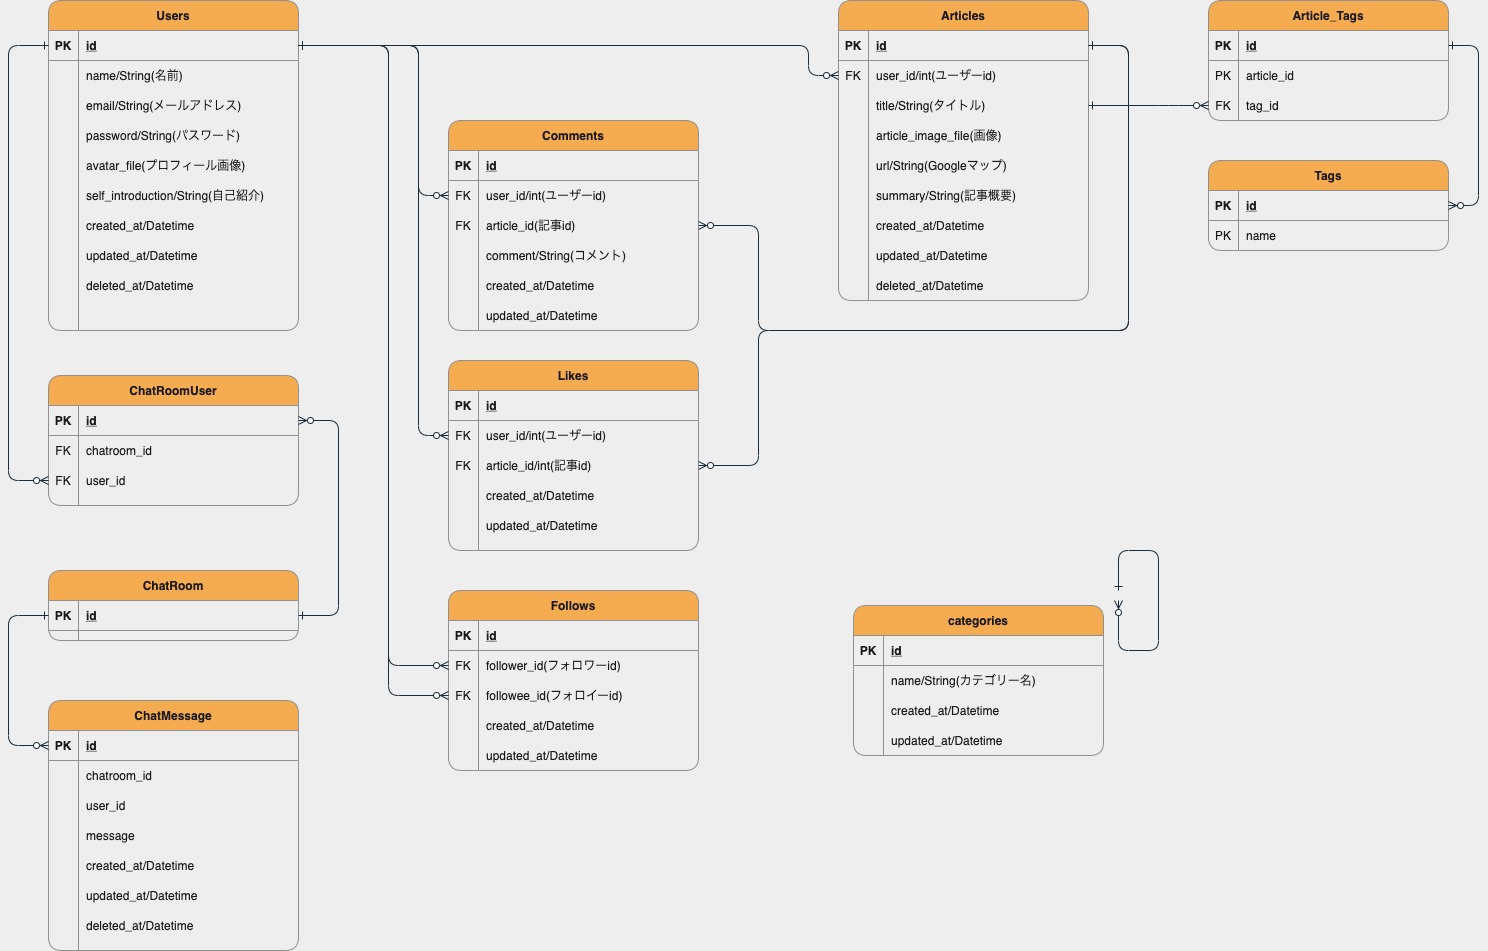 Users
PK id
name/String(名前)
email/String(メールアドレス)
password/String(パスワード)
avatar_file(プロフィール画像)
self_introduction/String(自己紹介)
created_at/Datetime
updated_at/Datetime
deleted_at/Datetime
ChatRoomUser
PK id
FK chatroom_id
FK user_id
ChatRoom
PK id
ChatMessage
PK id
chatroom_id
user_id
message
created_at/Datetime
updated_at/Datetime
deleted_at/Datetime
Comments
PK id
FK user_id/int(ユーザーid)
FK article_id(記事id)
comment/String(コメント)
created_at/Datetime
updated_at/Datetime
Likes
PK id
FK user_id/int(ユーザーid)
FK article_id/int(記事id)
created_at/Datetime
updated_at/Datetime
Follows
PK id
FK follower_id(フォロワーid)
FK followee_id(フォロイーid)
created_at/Datetime
updated_at/Datetime
Articles
PK id
FK user_id/int(ユーザーid)
title/String(タイトル)
article_image_file(画像)
url/String(Googleマップ)
summary/String(記事概要)
created_at/Datetime
updated_at/Datetime
deleted_at/Datetime
categories
PK id
name/String(カテゴリー名)
created_at/Datetime
updated_at/Datetime
Article_Tags
PK id
PK article_id
FK tag_id
Tags
PK id
PK name